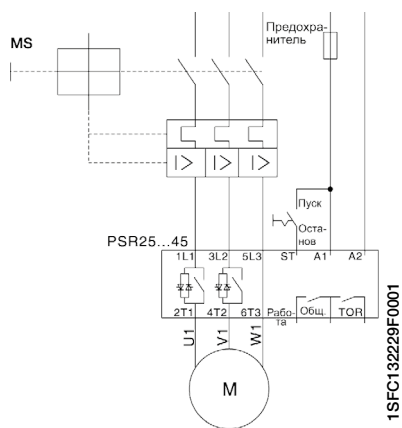 MS
Предохра-
нитель
I> I> I>
Пуск
Оста-
нов
PSR25...45
1L1 3L2 5L3 ST A1 A2
2T1 4T2 6T3 Рабо-
та
Общ. TOR
U1
V1
W1
M
1SFC132229F0001